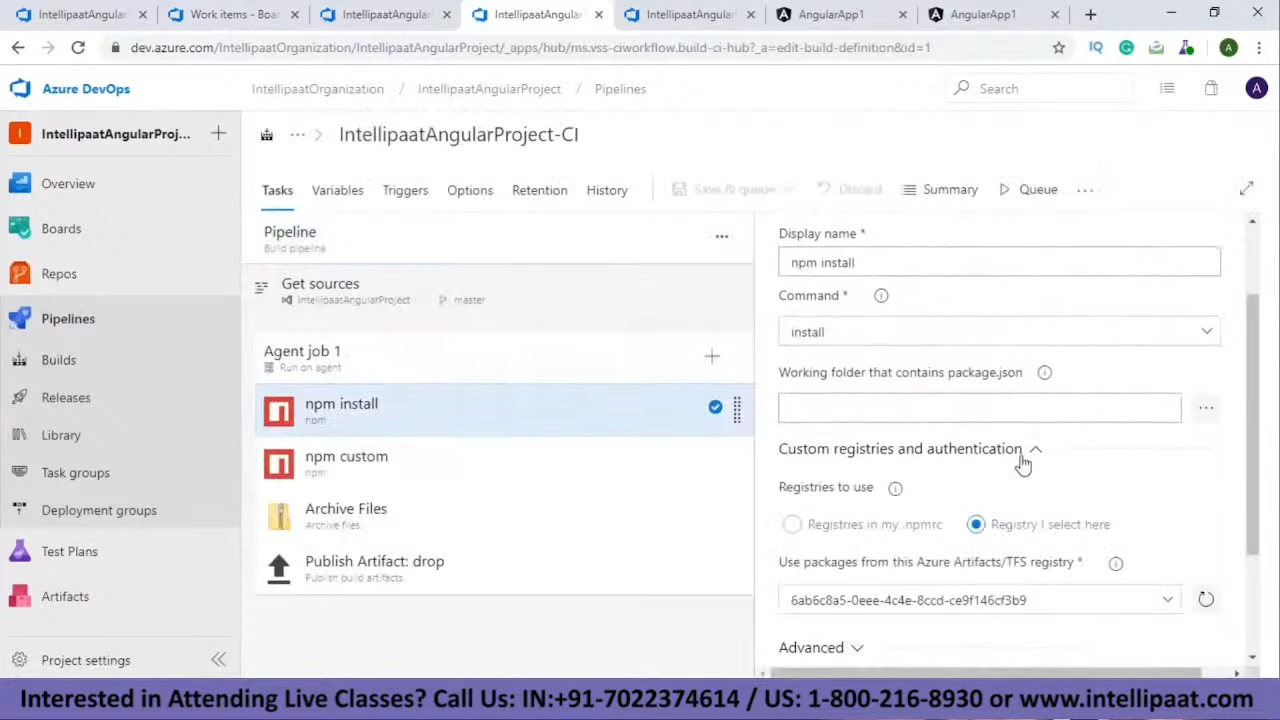 IntellipaatAngular
Work items - Boar
IntellipaatAngular
IntellipaatAngular
IntellipaatAngular
AngularApp1
AngularApp1
dev.azure.com/IntellipaatOrganization/IntellipaatAngularProject/_apps/hub/ms.vss-ciworkflow.build-ci-hub?_a=edit-build-definition&id=1
IQ
A
Azure DevOps
IntellipaatOrganization / IntellipaatAngularProject / Pipelines
Search
A
I
IntellipaatAngularProj...
Overview
Boards
Repos
Pipelines
Builds
Releases
Library
Task groups
Deployment groups
Test Plans
Artifacts
Project settings
... > IntellipaatAngularProject-CI
Tasks Variables Triggers Options Retention History Save & queue Discard Summary Queue ...
Pipeline
Build pipeline
Get sources
IntellipaatAngularProject master
Agent job 1
Run on agent
npm install
npm
npm custom
npm
Archive Files
Archive files
Publish Artifact: drop
Publish build artifacts
Display name *
npm install
Command *
install
Working folder that contains package.json
Custom registries and authentication
Registries to use
Registries in my .npmrc Registry I select here
Use packages from this Azure Artifacts/TFS registry *
6ab6c8a5-0eee-4c4e-8ccd-ce9f146cf3b9
Advanced
Interested in Attending Live Classes? Call Us: IN:+91-7022374614 / US: 1-800-216-8930 or www.intellipaat.com